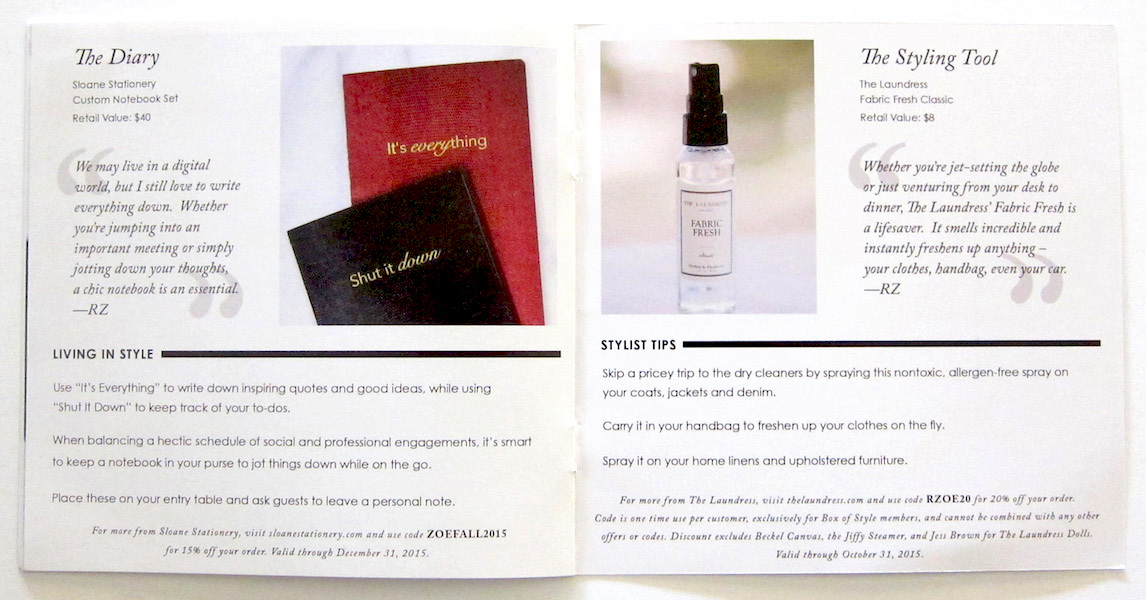 The Diary
Sloane Stationery
Custom Notebook Set
Retail Value: $40
We may live in a digital
world, but I still love to write
everything down. Whether
you're jumping into an
important meeting or simply
jotting down your thoughts,
a chic notebook is an essential.
—RZ
It's everything
Shut it down
LIVING IN STYLE
Use "It's Everything" to write down inspiring quotes and good ideas, while using
"Shut It Down" to keep track of your to-dos.
When balancing a hectic schedule of social and professional engagements, it's smart
to keep a notebook in your purse to jot things down while on the go.
Place these on your entry table and ask guests to leave a personal note.
For more from Sloane Stationery, visit sloanestationery.com and use code ZOEFALL2015
for 15% off your order. Valid through December 31, 2015.
THE LAUNDRESS
FABRIC
FRESH
The Styling Tool
The Laundress
Fabric Fresh Classic
Retail Value: $8
Whether you're jet-setting the globe
or just venturing from your desk to
dinner, The Laundress' Fabric Fresh is
a lifesaver. It smells incredible and
instantly freshens up anything –
your clothes, handbag, even your car.
—RZ
STYLIST TIPS
Skip a pricey trip to the dry cleaners by spraying this nontoxic, allergen-free spray on
your coats, jackets and denim.
Carry it in your handbag to freshen up your clothes on the fly.
Spray it on your home linens and upholstered furniture.
For more from The Laundress, visit thelaundress.com and use code RZOE20 for 20% off your order.
Code is one time use per customer, exclusively for Box of Style members, and cannot be combined with any other
offers or codes. Discount excludes Beckel Canvas, the Jiffy Steamer, and Jess Brown for The Laundress Dolls.
Valid through October 31, 2015.